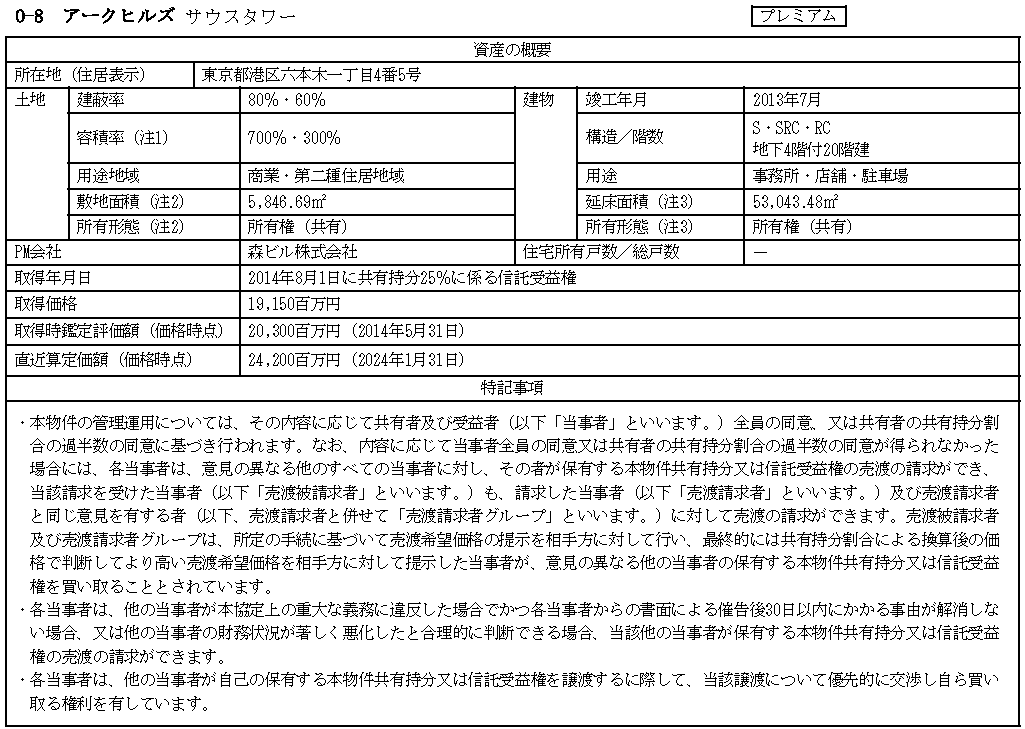 O-8 アークヒルズ サウスタワー
プレミアム
資産の概要
所在地（住居表示） 東京都港区六本木一丁目4番5号
土地 建蔽率 80%・60% 建物 竣工年月 2013年7月
容積率（注1） 700%・300% 構造／階数 S・SRC・RC
地下4階付20階建
用途地域 商業・第二種住居地域 用途 事務所・店舗・駐車場
敷地面積（注2） 5,846.69㎡ 延床面積（注3） 53,043.48㎡
所有形態（注2） 所有権（共有） 所有形態（注3） 所有権（共有）
PM会社 森ビル株式会社 住宅所有戸数／総戸数 －
取得年月日 2014年8月1日に共有持分25%に係る信託受益権
取得価格 19,150百万円
取得時鑑定評価額（価格時点） 20,300百万円（2014年5月31日）
直近算定価額（価格時点） 24,200百万円（2024年1月31日）
特記事項
・本物件の管理運用については、その内容に応じて共有者及び受益者（以下「当事者」といいます。）全員の同意、又は共有者の共有持分割
合の過半数の同意に基づき行われます。なお、内容に応じて当事者全員の同意又は共有者の共有持分割合の過半数の同意が得られなかった
場合には、各当事者は、意見の異なる他のすべての当事者に対し、その者が保有する本物件共有持分又は信託受益権の売渡の請求ができ、
当該請求を受けた当事者（以下「売渡被請求者」といいます。）も、請求した当事者（以下「売渡請求者」といいます。）及び売渡請求者
と同じ意見を有する者（以下、売渡請求者と併せて「売渡請求者グループ」といいます。）に対して売渡の請求ができます。売渡被請求者
及び売渡請求者グループは、所定の手続に基づいて売渡希望価格の提示を相手方に対して行い、最終的には共有持分割合による換算後の価
格で判断してより高い売渡希望価格を相手方に対して提示した当事者が、意見の異なる他の当事者の保有する本物件共有持分又は信託受益
権を買い取ることとされています。
・各当事者は、他の当事者が本協定上の重大な義務に違反した場合でかつ各当事者からの書面による催告後30日以内にかかる事由が解消しな
い場合、又は他の当事者の財務状況が著しく悪化したと合理的に判断できる場合、当該他の当事者が保有する本物件共有持分又は信託受益
権の売渡の請求ができます。
・各当事者は、他の当事者が自己の保有する本物件共有持分又は信託受益権を譲渡するに際して、当該譲渡について優先的に交渉し自ら買い
取る権利を有しています。